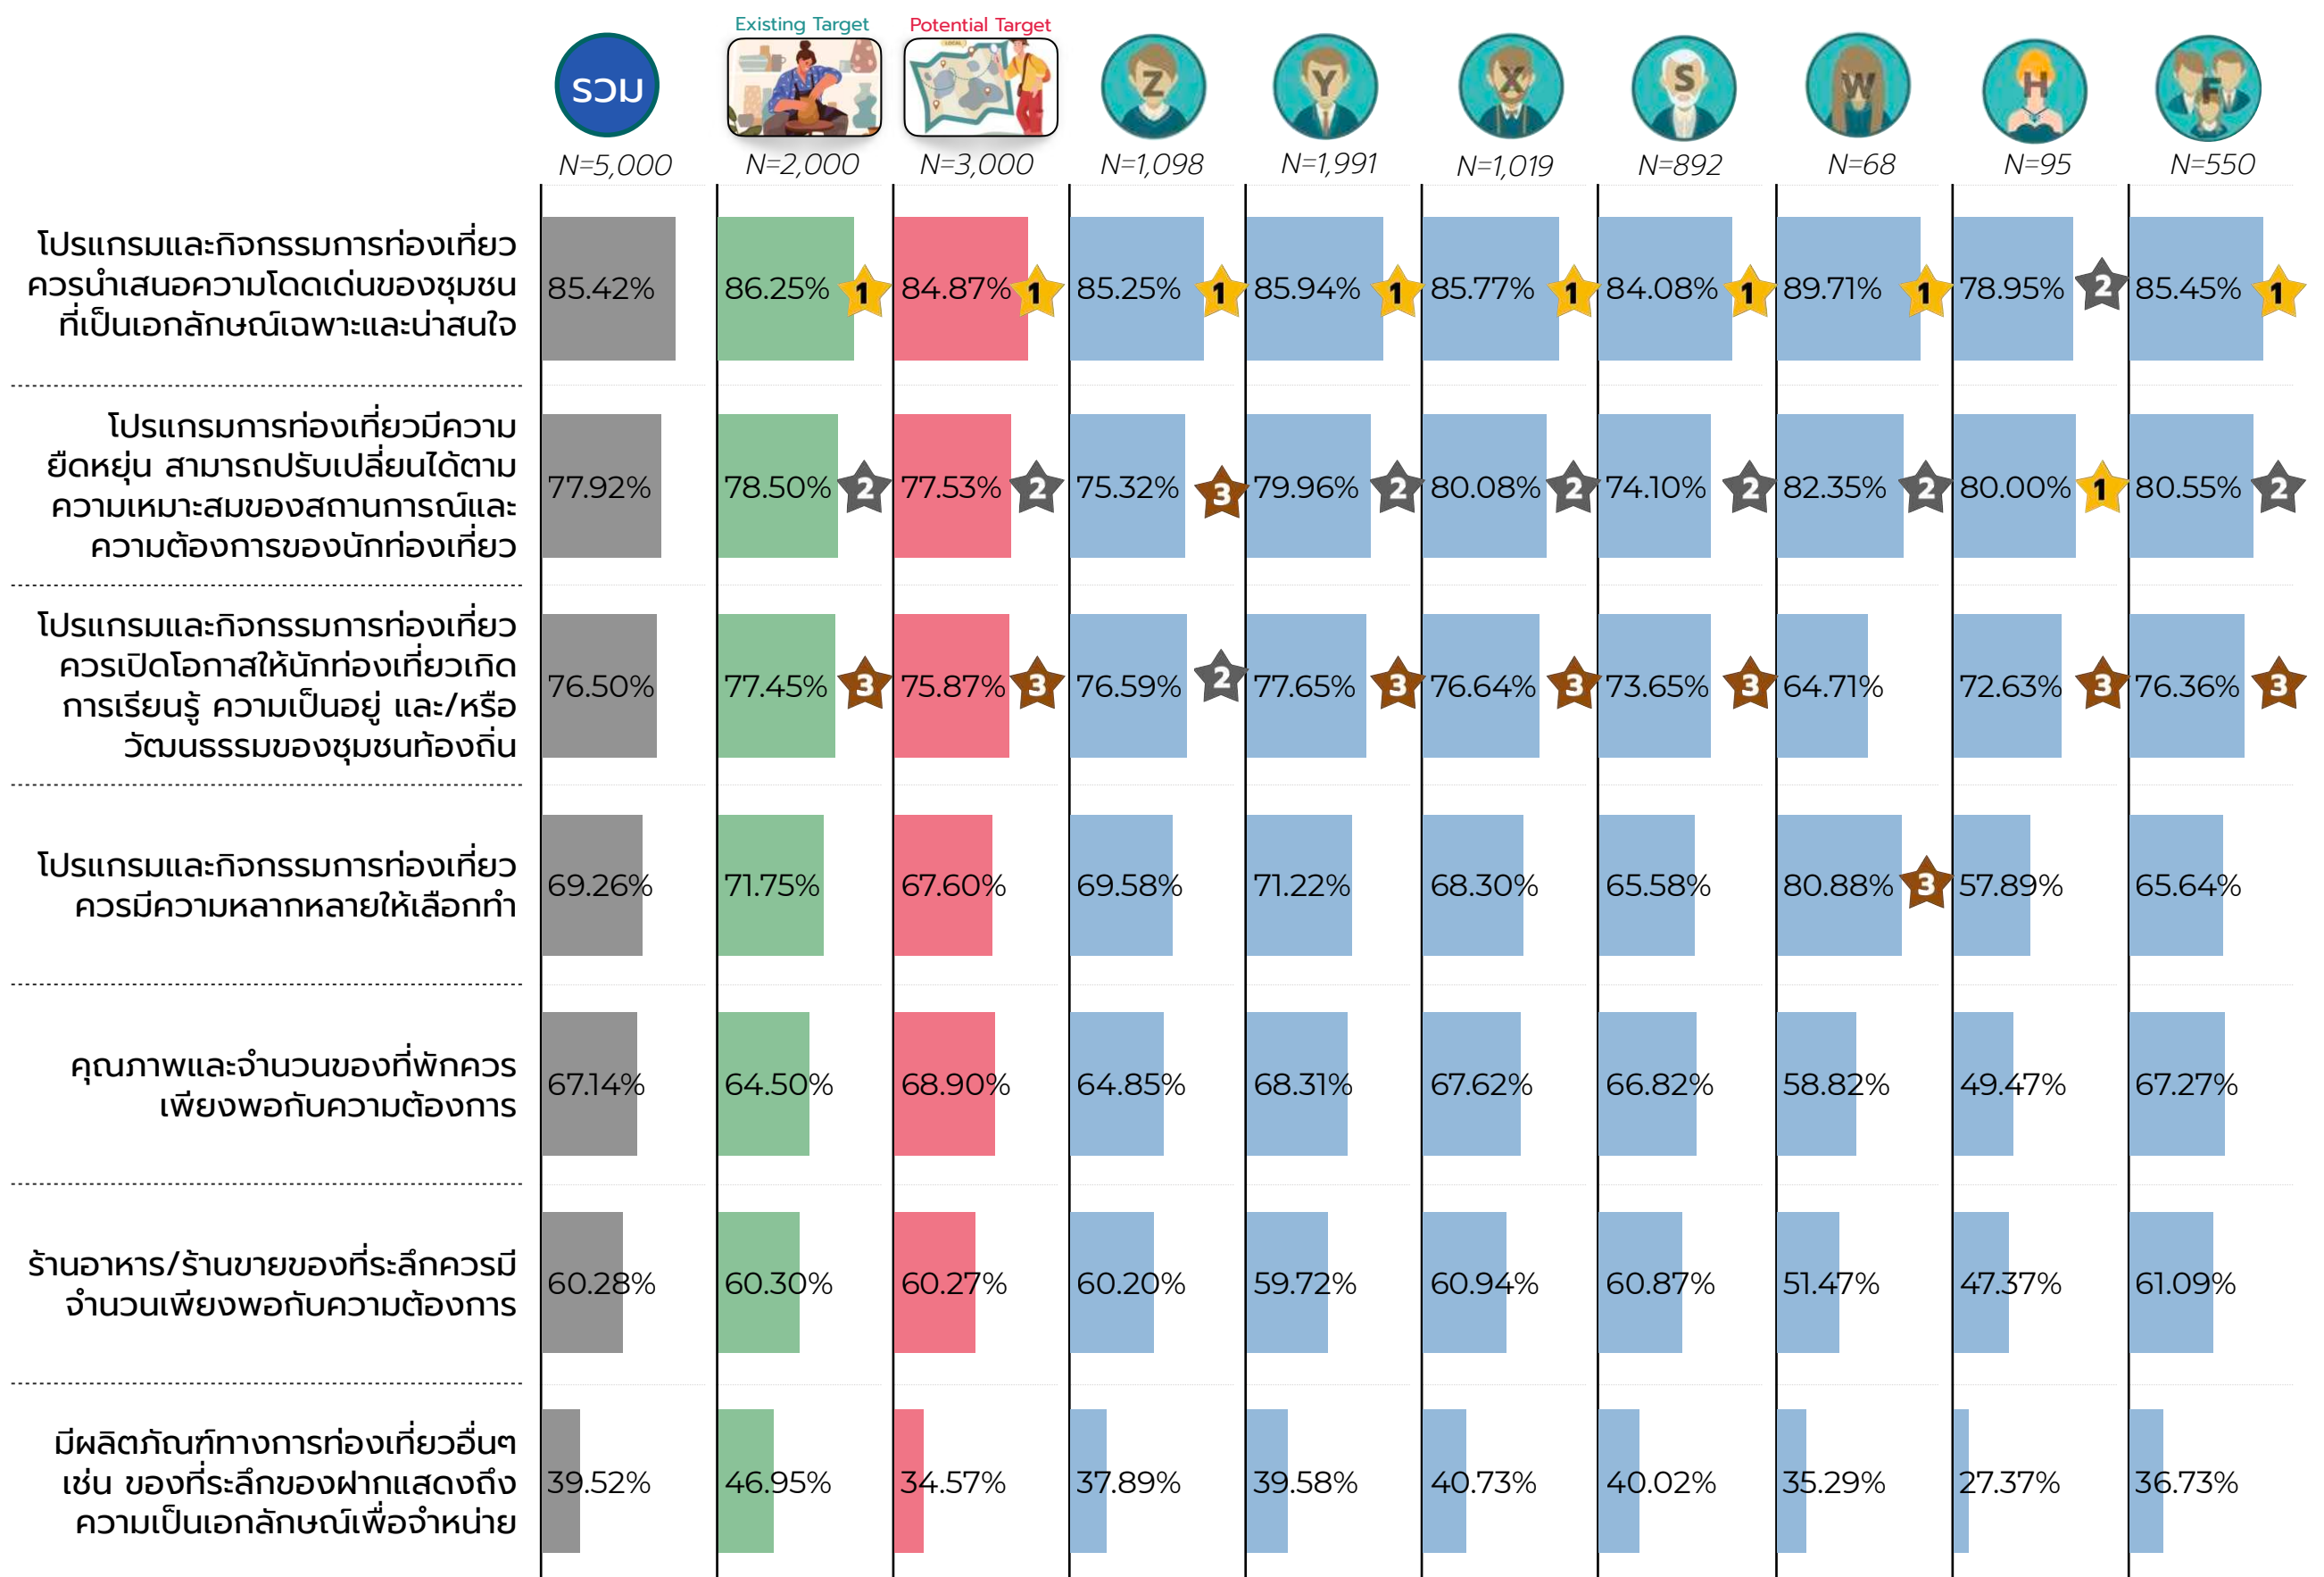 Existing Target Potential Target
รวม Z Y X S W H F
N=5,000 N=2,000 N=3,000 N=1,098 N=1,991 N=1,019 N=892 N=68 N=95 N=550
โปรแกรมและกิจกรรมการท่องเที่ยว
ควรนำเสนอความโดดเด่นของชุมชน
ที่เป็นเอกลักษณ์เฉพาะและน่าสนใจ
85.42% 86.25% 1 84.87% 1 85.25% 1 85.94% 1 85.77% 1 84.08% 1 89.71% 1 78.95% 2 85.45% 1
โปรแกรมการท่องเที่ยวมีความ
ยืดหยุ่น สามารถปรับเปลี่ยนได้ตาม
ความเหมาะสมของสถานการณ์และ
ความต้องการของนักท่องเที่ยว
77.92% 78.50% 2 77.53% 2 75.32% 3 79.96% 2 80.08% 2 74.10% 2 82.35% 2 80.00% 1 80.55% 2
โปรแกรมและกิจกรรมการท่องเที่ยว
ควรเปิดโอกาสให้นักท่องเที่ยวเกิด
การเรียนรู้ ความเป็นอยู่ และ/หรือ
วัฒนธรรมของชุมชนท้องถิ่น
76.50% 77.45% 3 75.87% 3 76.59% 2 77.65% 3 76.64% 3 73.65% 3 64.71% 72.63% 3 76.36% 3
โปรแกรมและกิจกรรมการท่องเที่ยว
ควรมีความหลากหลายให้เลือกทำ
69.26% 71.75% 67.60% 69.58% 71.22% 68.30% 65.58% 80.88% 3 57.89% 65.64%
คุณภาพและจำนวนของที่พักควร
เพียงพอกับความต้องการ
67.14% 64.50% 68.90% 64.85% 68.31% 67.62% 66.82% 58.82% 49.47% 67.27%
ร้านอาหาร/ร้านขายของที่ระลึกควรมี
จำนวนเพียงพอกับความต้องการ
60.28% 60.30% 60.27% 60.20% 59.72% 60.94% 60.87% 51.47% 47.37% 61.09%
มีผลิตภัณฑ์ทางการท่องเที่ยวอื่นๆ
เช่น ของที่ระลึกของฝากแสดงถึง
ความเป็นเอกลักษณ์เพื่อจำหน่าย
39.52% 46.95% 34.57% 37.89% 39.58% 40.73% 40.02% 35.29% 27.37% 36.73%